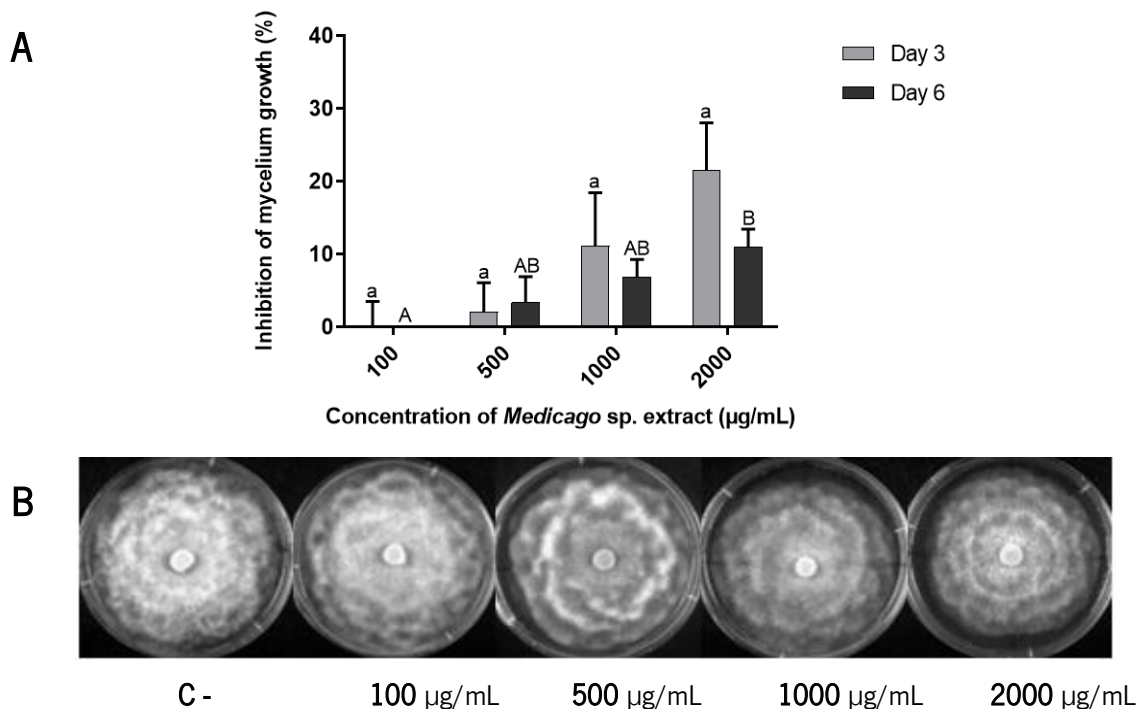 A
Inhibition of mycelium growth (%)
40
30
20
10
0
a
A
a
AB
a
AB
a
B
Day 3
Day 6
100
500
1000
2000
Concentration of Medicago sp. extract (µg/mL)
B
C -
100 µg/mL
500 µg/mL
1000 µg/mL
2000 µg/mL